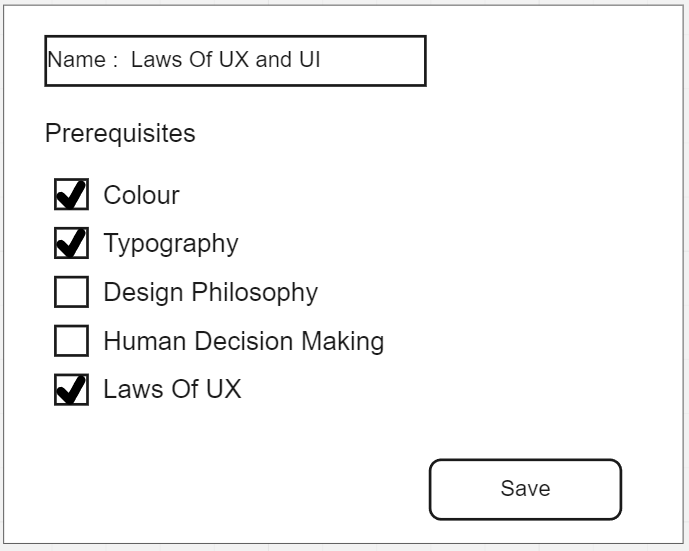 Name : Laws Of UX and UI
Prerequisites
Colour
Typography
Design Philosophy
Human Decision Making
Laws Of UX
Save